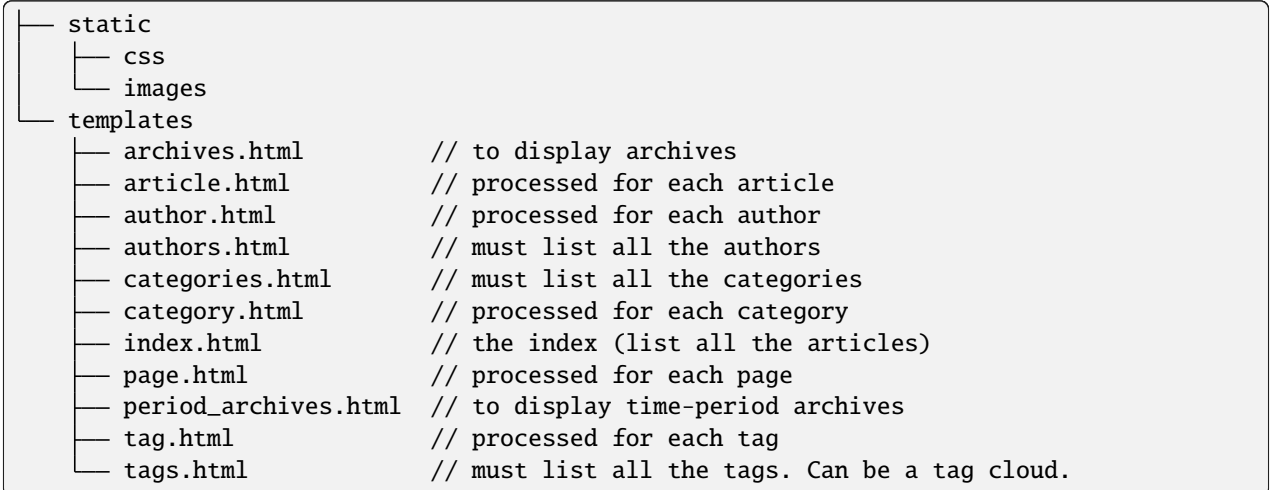 ├── static
│   ├── css
│   └── images
└── templates
    ├── archives.html         // to display archives
    ├── article.html          // processed for each article
    ├── author.html           // processed for each author
    ├── authors.html          // must list all the authors
    ├── categories.html       // must list all the categories
    ├── category.html         // processed for each category
    ├── index.html            // the index (list all the articles)
    ├── page.html             // processed for each page
    ├── period_archives.html  // to display time-period archives
    ├── tag.html              // processed for each tag
    └── tags.html             // must list all the tags. Can be a tag cloud.